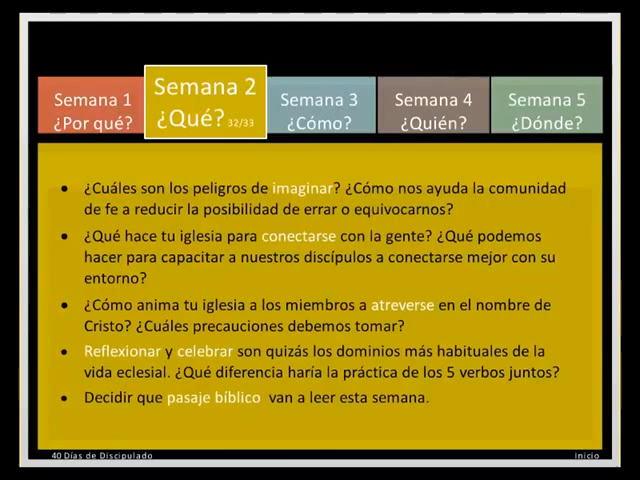 Semana 1
¿Por qué?
Semana 2
¿Qué? 32/33
Semana 3
¿Cómo?
Semana 4
¿Quién?
Semana 5
¿Dónde?
• ¿Cuáles son los peligros de imaginar? ¿Cómo nos ayuda la comunidad
de fe a reducir la posibilidad de errar o equivocarnos?
• ¿Qué hace tu iglesia para conectarse con la gente? ¿Qué podemos
hacer para capacitar a nuestros discípulos a conectarse mejor con su
entorno?
• ¿Cómo anima tu iglesia a los miembros a atreverse en el nombre de
Cristo? ¿Cuáles precauciones debemos tomar?
• Reflexionar y celebrar son quizás los dominios más habituales de la
vida eclesial. ¿Qué diferencia haría la práctica de los 5 verbos juntos?
• Decidir que pasaje bíblico van a leer esta semana.
40 Días de Discipulado
Inicio